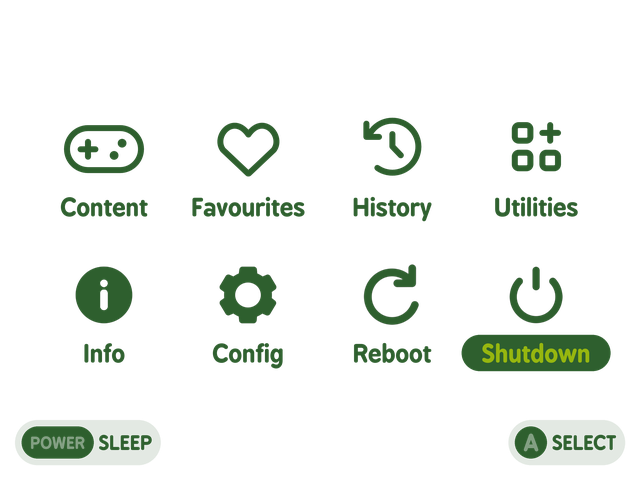 Content Favourites History Utilities
Info Config Reboot Shutdown
POWER SLEEP A SELECT